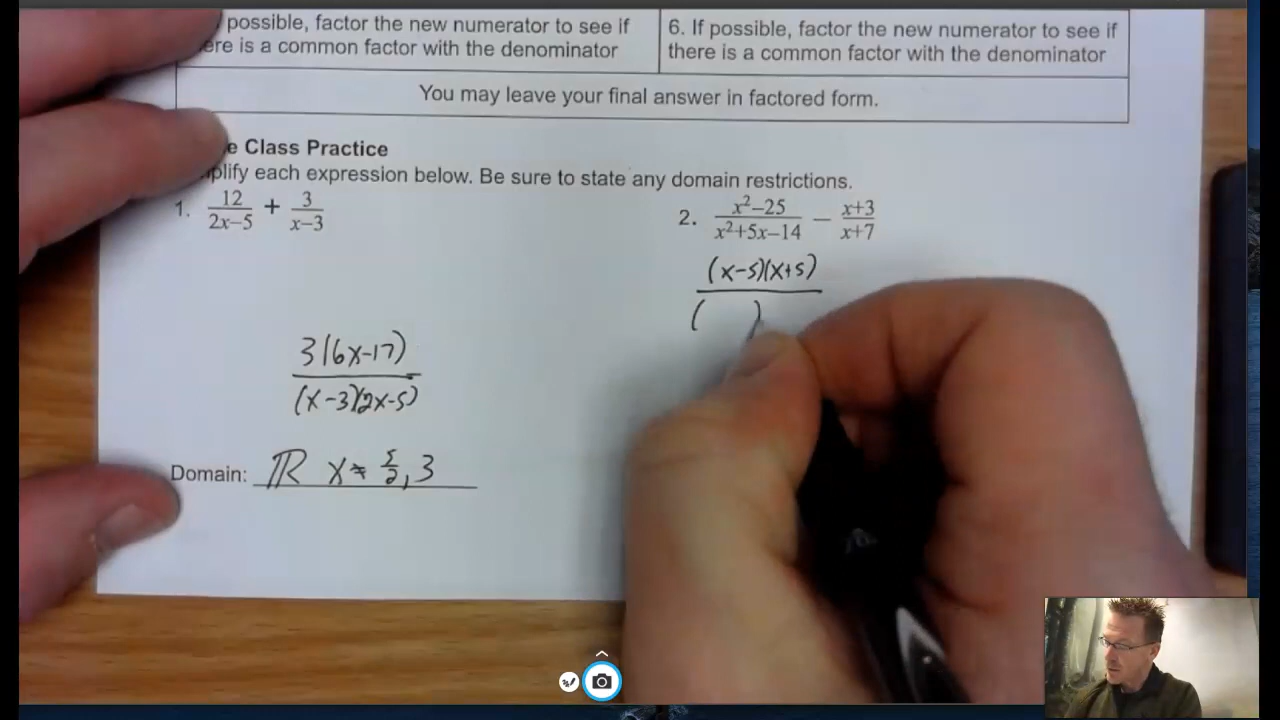 possible, factor the new numerator to see if
ere is a common factor with the denominator
6. If possible, factor the new numerator to see if
there is a common factor with the denominator
You may leave your final answer in factored form.
e Class Practice
plify each expression below. Be sure to state any domain restrictions.
1. 12/2x−5 + 3/x−3
3(6x-17)
(x-3)(2x-5)
Domain: ℝ x≠ 5/2, 3
2. x²−25/x²+5x−14 − x+3/x+7
(x-5)(x+5)
( )